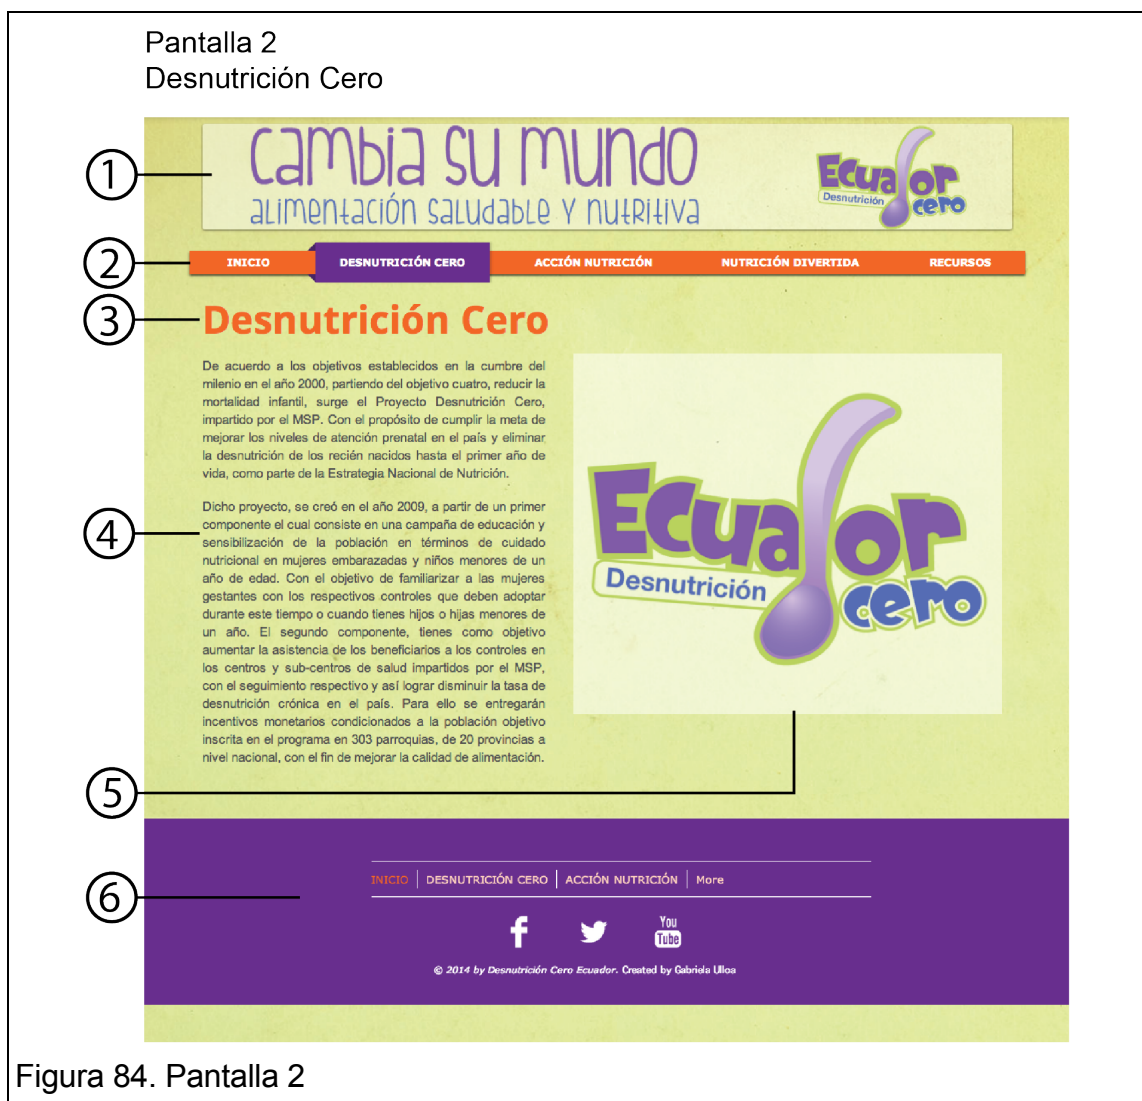 Pantalla 2
Desnutrición Cero
1
cambia su mundo
alimentación saludable y nutritiva
Ecuador
Desnutrición
cero
2
INICIO DESNUTRICIÓN CERO ACCIÓN NUTRICIÓN NUTRICIÓN DIVERTIDA RECURSOS
3
Desnutrición Cero
De acuerdo a los objetivos establecidos en la cumbre del
milenio en el año 2000, partiendo del objetivo cuatro, reducir la
mortalidad infantil, surge el Proyecto Desnutrición Cero,
impartido por el MSP. Con el propósito de cumplir la meta de
mejorar los niveles de atención prenatal en el país y eliminar
la desnutrición de los recién nacidos hasta el primer año de
vida, como parte de la Estrategia Nacional de Nutrición.
4
Dicho proyecto, se creó en el año 2009, a partir de un primer
componente el cual consiste en una campaña de educación y
sensibilización de la población en términos de cuidado
nutricional en mujeres embarazadas y niños menores de un
año de edad. Con el objetivo de familiarizar a las mujeres
gestantes con los respectivos controles que deben adoptar
durante este tiempo o cuando tienes hijos o hijas menores de
un año. El segundo componente, tienes como objetivo
aumentar la asistencia de los beneficiarios a los controles en
los centros y sub-centros de salud impartidos por el MSP,
con el seguimiento respectivo y así lograr disminuir la tasa de
desnutrición crónica en el país. Para ello se entregarán
incentivos monetarios condicionados a la población objetivo
inscrita en el programa en 303 parroquias, de 20 provincias a
nivel nacional, con el fin de mejorar la calidad de alimentación.
Ecuador
Desnutrición
cero
5
6
INICIO DESNUTRICIÓN CERO ACCIÓN NUTRICIÓN More
f
You
Tube
© 2014 by Desnutrición Cero Ecuador. Created by Gabriela Ulloa
Figura 84. Pantalla 2